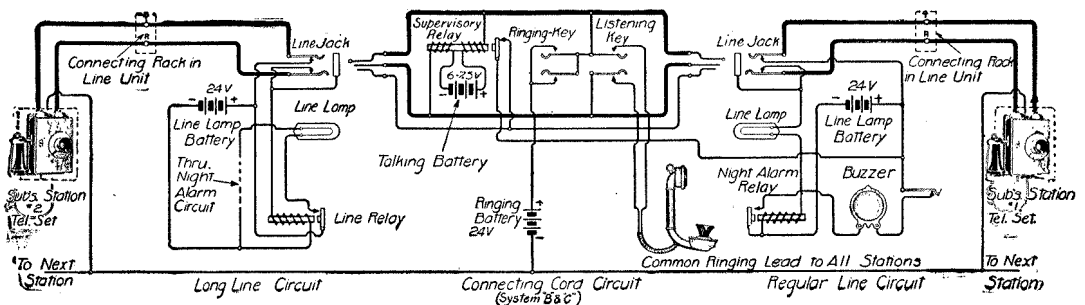 Connecting Rack in
Line Unit
R
Line Jack
24V
- +
Line Lamp
Battery
Line Lamp
Thru.
Night
Alarm
Circuit
Line Relay
Subs. Station
#2
Tel. Set
To Next
Station
Long Line Circuit
Supervisory
Relay
6-25V
- +
Talking Battery
Ringing-Key
Listening
Key
Ringing
Battery
24V
+
-
Connecting Cord Circuit
(System "B&C")
Line Jack
R
Connecting Rack
in Line Unit
24V
- +
Line Lamp
Line Lamp
Battery
Night Alarm
Relay
Buzzer
Subs. Station
#1
Tel. Set.
Common Ringing Lead to All Stations
Regular Line Circuit
To Next
Station